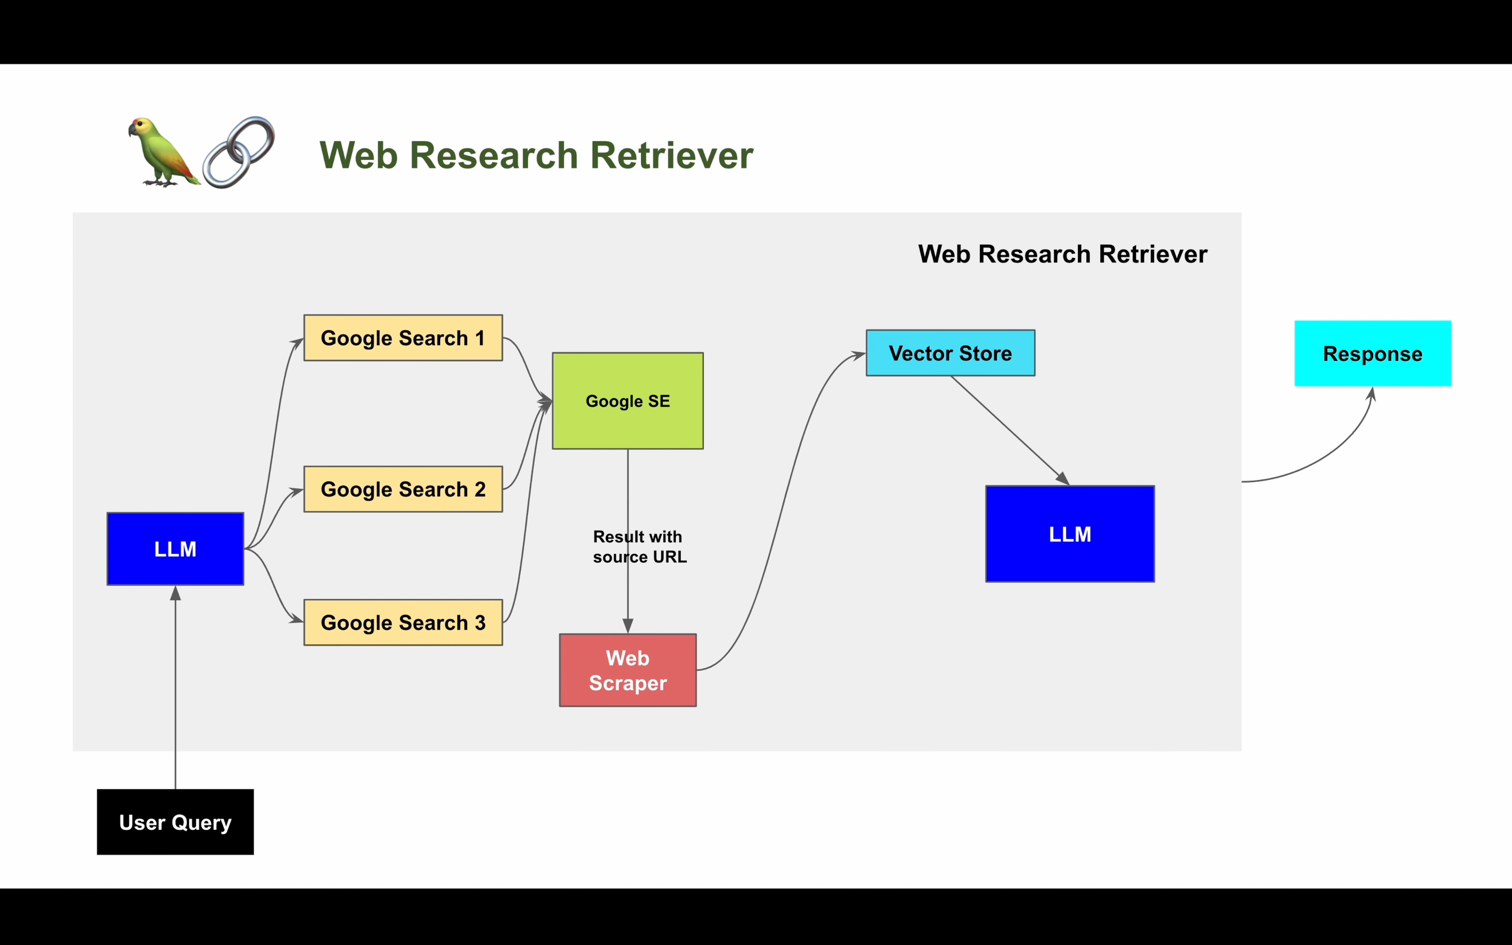 Web Research Retriever
Web Research Retriever
Google Search 1
Google Search 2
Google Search 3
LLM
User Query
Google SE
Result with
source URL
Web
Scraper
Vector Store
LLM
Response